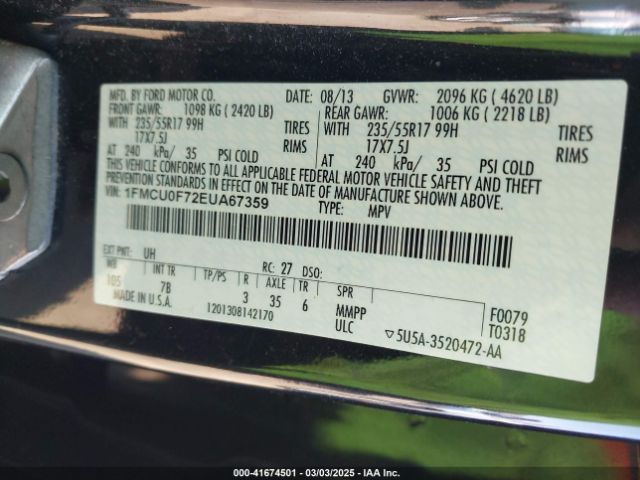 MFD. BY FORD MOTOR CO.
DATE: 08/13 GVWR: 2096 KG ( 4620 LB)
FRONT GAWR: 1098 KG ( 2420 LB)
REAR GAWR: 1006 KG ( 2218 LB)
WITH 235/55R17 99H TIRES
WITH 235/55R17 99H TIRES
17X7.5J RIMS
17X7.5J RIMS
AT 240 kPa/ 35 PSI COLD
AT 240 kPa/ 35 PSI COLD
THIS VEHICLE CONFORMS TO ALL APPLICABLE FEDERAL MOTOR VEHICLE SAFETY AND THEFT
PREVENTION STANDARDS IN EFFECT ON THE DATE OF MANUFACTURE SHOWN ABOVE.
1FMCU0F72EUA67359 TYPE: MPV
EXT PNT: UH RC: 27 DSO:
WB INT TR TP/PS R AXLE TR SPR
105 7B 3 35 6 MMPP
F0079
MADE IN U.S.A. 1201308142170 ULC
T0318
▽5U5A-3520472-AA
000-41674501 - 03/03/2025 - IAA Inc.